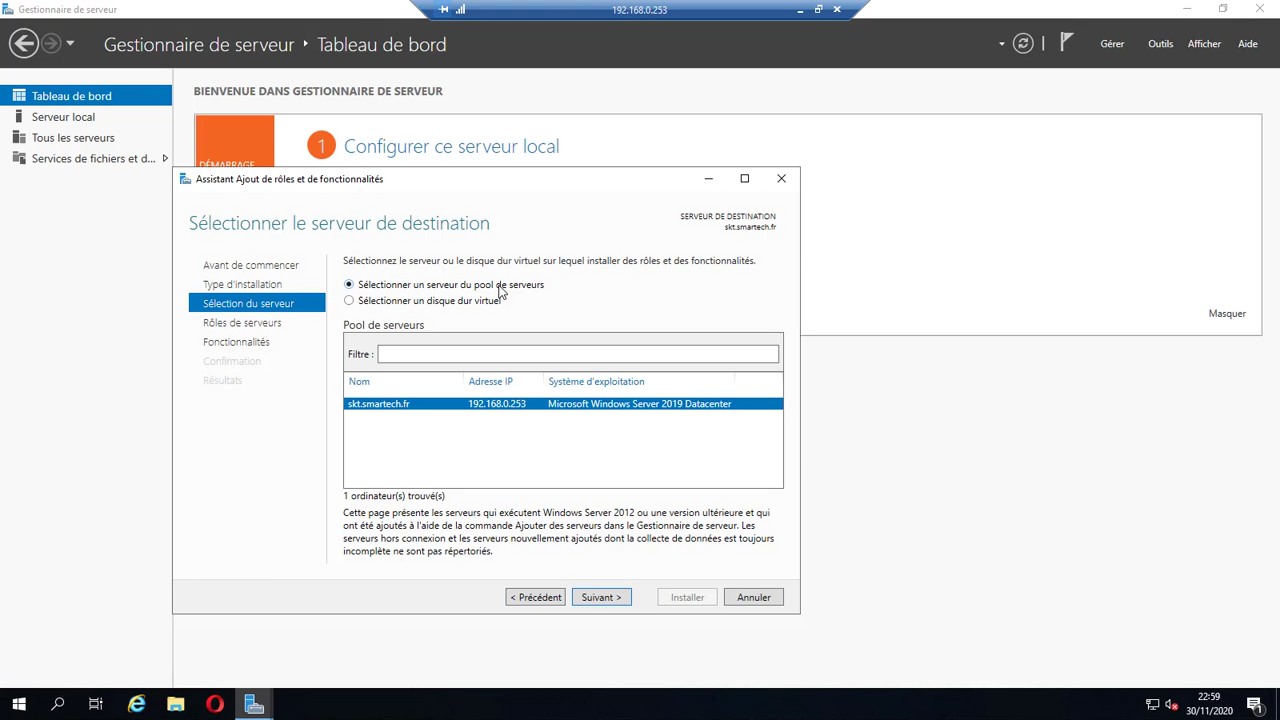 Gestionnaire de serveur
192.168.0.253
Gestionnaire de serveur
Tableau de bord
Gérer
Outils
Afficher
Aide
Tableau de bord
Serveur local
Tous les serveurs
Services de fichiers et d...
BIENVENUE DANS GESTIONNAIRE DE SERVEUR
DÉMARRAGE
1
Configurer ce serveur local
Masquer
Assistant Ajout de rôles et de fonctionnalités
Sélectionner le serveur de destination
SERVEUR DE DESTINATION
skt.smartech.fr
Avant de commencer
Type d'installation
Sélection du serveur
Rôles de serveurs
Fonctionnalités
Confirmation
Résultats
Sélectionnez le serveur ou le disque dur virtuel sur lequel installer des rôles et des fonctionnalités.
Sélectionner un serveur du pool de serveurs
Sélectionner un disque dur virtuel
Pool de serveurs
Filtre :
Nom Adresse IP Système d'exploitation
skt.smartech.fr 192.168.0.253 Microsoft Windows Server 2019 Datacenter
1 ordinateur(s) trouvé(s)
Cette page présente les serveurs qui exécutent Windows Server 2012 ou une version ultérieure et qui
ont été ajoutés à l'aide de la commande Ajouter des serveurs dans le Gestionnaire de serveur. Les
serveurs hors connexion et les serveurs nouvellement ajoutés dont la collecte de données est toujours
incomplète ne sont pas répertoriés.
< Précédent
Suivant >
Installer
Annuler
22:59
30/11/2020
1